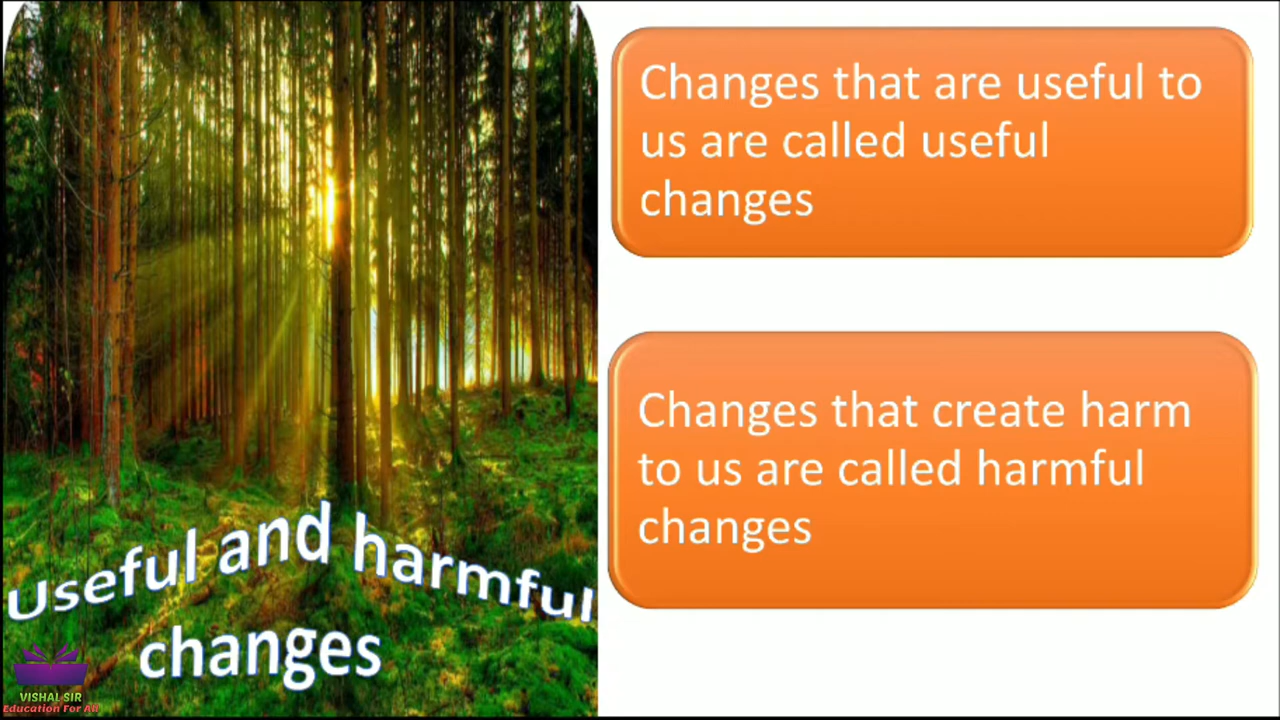 Changes that are useful to
us are called useful
changes
Changes that create harm
to us are called harmful
changes
Useful and harmful
changes
VISHAL SIR
Education For All